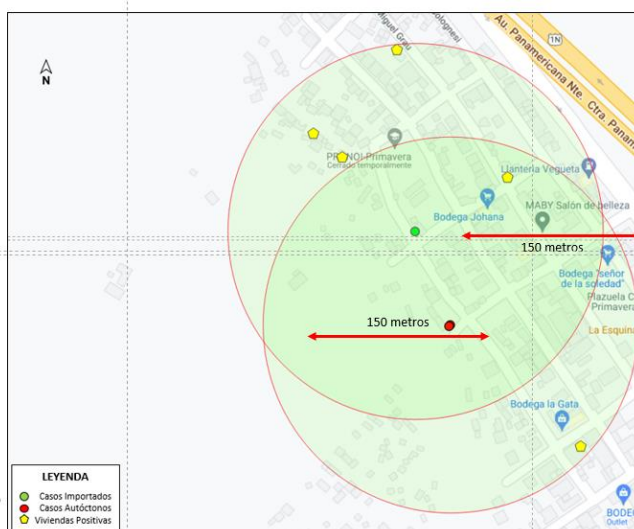 Miguel Grau
Bolognesi
1N
Au. Panamericana Nte.
Ctra. Panam
N
PRONOI Primavera
Cerrado temporalmente
Llantería Vegueta
MABY Salón de belleza
Bodega Johana
150 metros
Bodega "señor
de la soledad"
Plazuela C
Primavera
150 metros
La Esquina
Bodega la Gata
LEYENDA
Casos Importados
Casos Autóctonos
Viviendas Positivas
BODE
Outlet